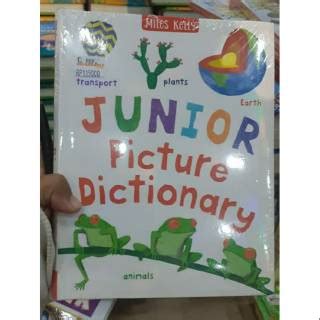 Miles Kelly
transport
plants
Earth
JUNIOR
Picture
Dictionary
animals